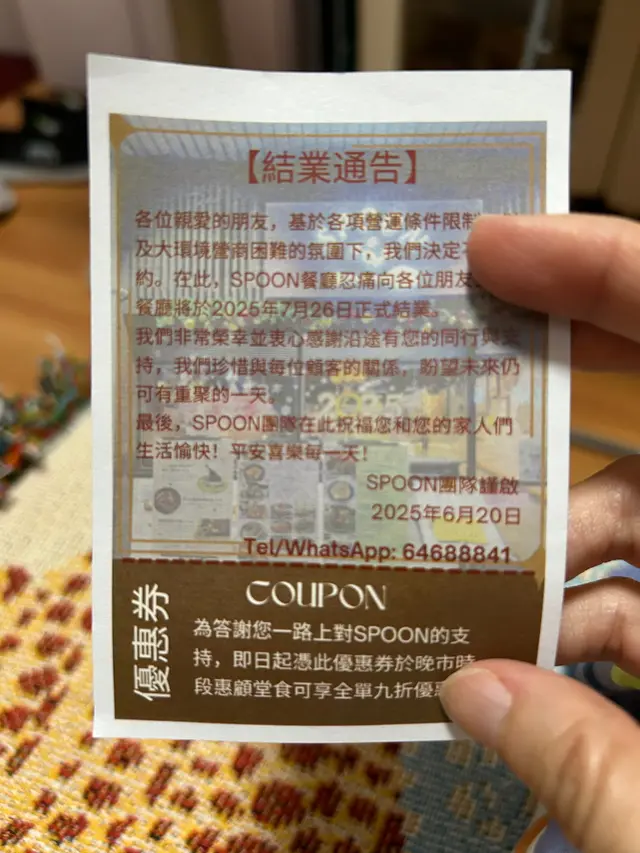 【結業通告】
各位親愛的朋友，基於各項營運條件限制
及大環境營商困難的氛圍下，我們決定
約。在此，SPOON餐廳忍痛向各位朋友
餐廳將於2025年7月26日正式結業。
我們非常榮幸並衷心感謝沿途有您的同行與支
持，我們珍惜與每位顧客的關係，盼望未來仍
可有重聚的一天。
最後，SPOON團隊在此祝福您和您的家人們
生活愉快！平安喜樂每一天！
SPOON團隊謹啟
2025年6月20日
Tel/WhatsApp: 64688841
優惠券
COUPON
為答謝您一路上對SPOON的支
持，即日起憑此優惠券於晚市時
段惠顧堂食可享全單九折優惠